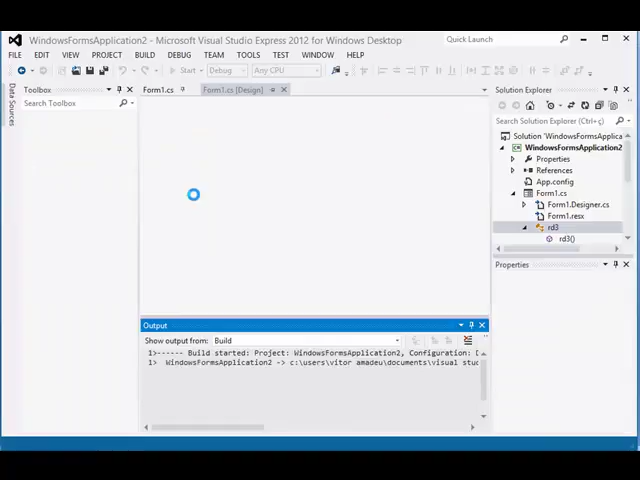 WindowsFormsApplication2 - Microsoft Visual Studio Express 2012 for Windows Desktop
Quick Launch
FILE EDIT VIEW PROJECT BUILD DEBUG TEAM TOOLS TEST WINDOW HELP
Start Debug Any CPU
Data Sources
Toolbox
Search Toolbox
Form1.cs
Form1.cs [Design]
Solution Explorer
Search Solution Explorer (Ctrl+ç)
Solution 'WindowsFormsApplica
WindowsFormsApplication2
Properties
References
App.config
Form1.cs
Form1.Designer.cs
Form1.resx
rd3
rd3()
Properties
Output
Show output from: Build
1>------ Build started: Project: WindowsFormsApplication2, Configuration:
1> WindowsFormsApplication2 -> c:\users\vitor amadeu\documents\visual stu